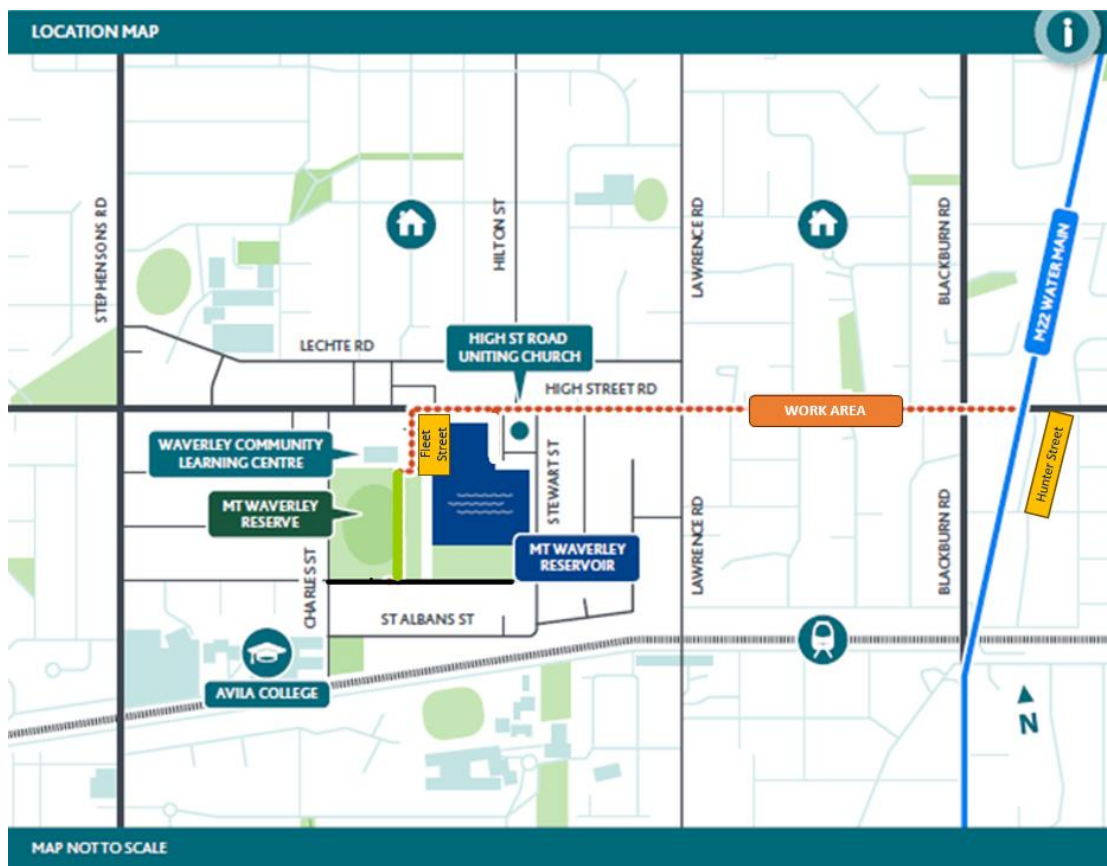 LOCATION MAP
i
STEPHENSONS RD
HILTON ST
LAWRENCE RD
BLACKBURN RD
M22 WATER MAIN
LECHTE RD
HIGH ST ROAD
UNITING CHURCH
HIGH STREET RD
WORK AREA
WAVERLEY COMMUNITY
LEARNING CENTRE
Fleet
Street
Hunter Street
MT WAVERLEY
RESERVE
STEWART ST
LAWRENCE RD
BLACKBURN RD
MT WAVERLEY
RESERVOIR
CHARLES ST
ST ALBANS ST
AVILA COLLEGE
N
MAP NOT TO SCALE